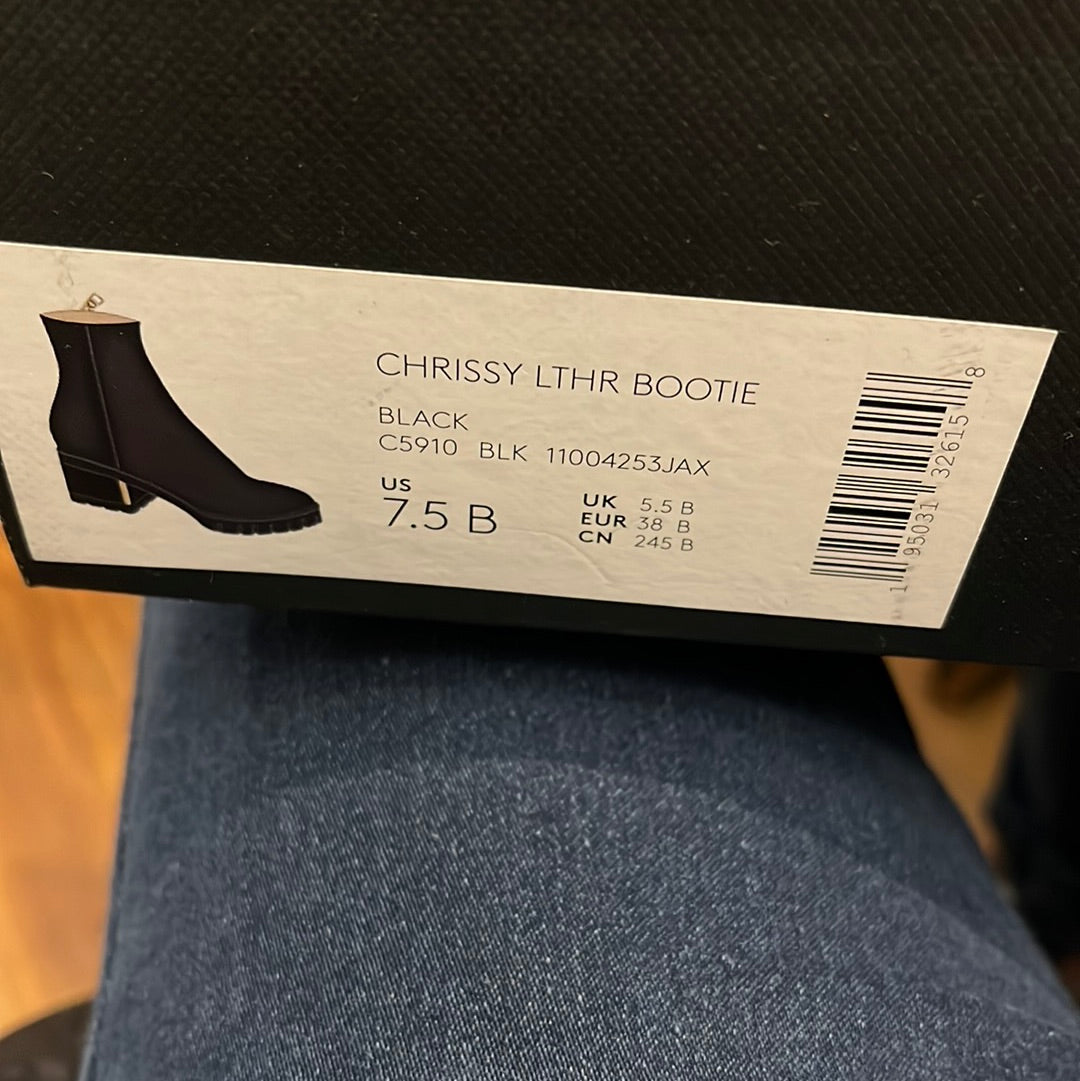 CHRISSY LTHR BOOTIE
BLACK
C5910 BLK 11004253JAX
US
7.5 B
UK 5.5 B
EUR 38 B
CN 245 B
1 95031 32615 8